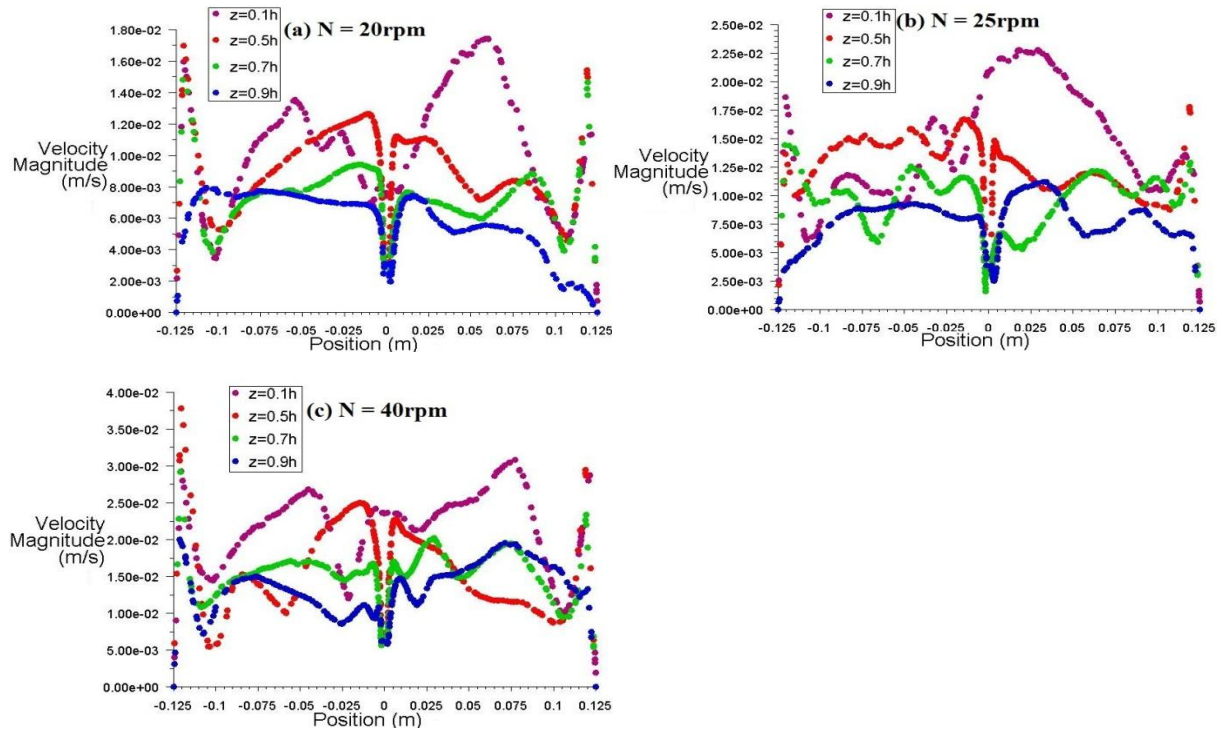 (a) N = 20rpm
z=0.1h
z=0.5h
z=0.7h
z=0.9h
1.80e-02
1.60e-02
1.40e-02
1.20e-02
1.00e-02
8.00e-03
6.00e-03
4.00e-03
2.00e-03
0.00e+00
Velocity
Magnitude
(m/s)
-0.125 -0.1 -0.075 -0.05 -0.025 0 0.025 0.05 0.075 0.1 0.125
Position (m)
(b) N = 25rpm
z=0.1h
z=0.5h
z=0.7h
z=0.9h
2.50e-02
2.25e-02
2.00e-02
1.75e-02
1.50e-02
1.25e-02
1.00e-02
7.50e-03
5.00e-03
2.50e-03
0.00e+00
Velocity
Magnitude
(m/s)
-0.125 -0.1 -0.075 -0.05 -0.025 0 0.025 0.05 0.075 0.1 0.125
Position (m)
(c) N = 40rpm
z=0.1h
z=0.5h
z=0.7h
z=0.9h
4.00e-02
3.50e-02
3.00e-02
2.50e-02
2.00e-02
1.50e-02
1.00e-02
5.00e-03
0.00e+00
Velocity
Magnitude
(m/s)
-0.125 -0.1 -0.075 -0.05 -0.025 0 0.025 0.05 0.075 0.1 0.125
Position (m)